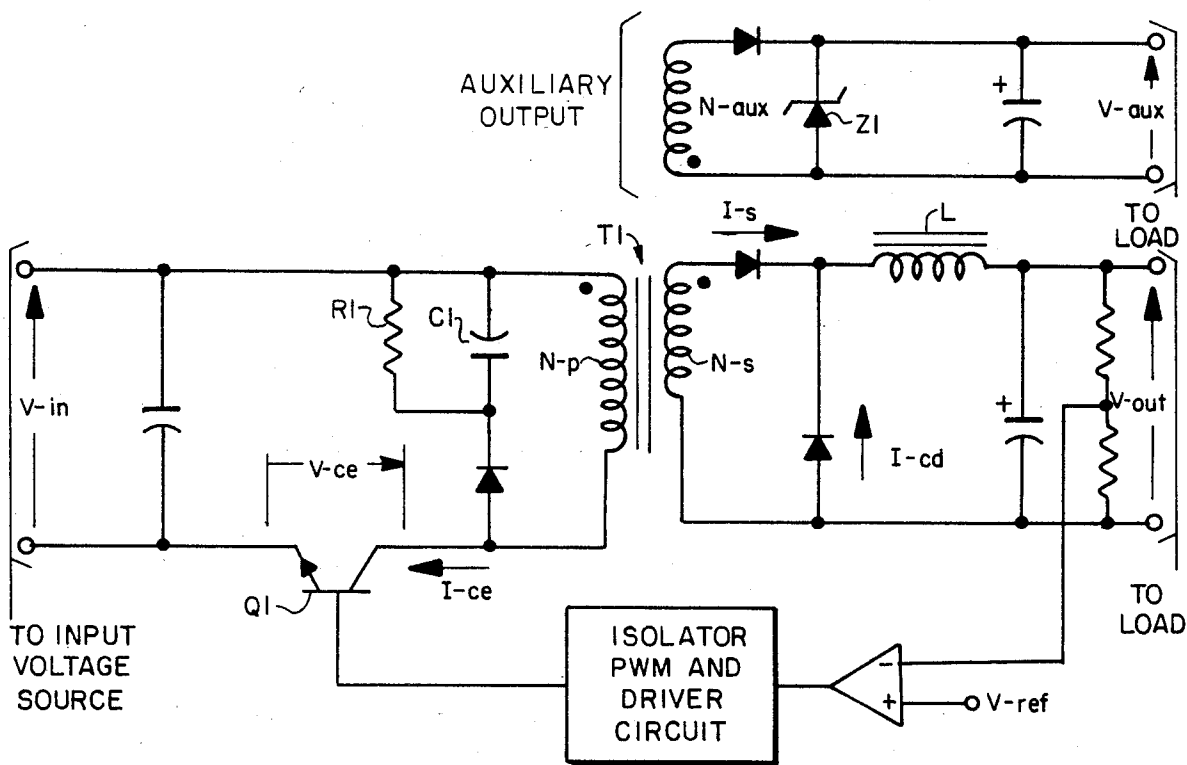 AUXILIARY
OUTPUT
N-aux
Z1
+
V-aux
TO
LOAD
I-s
L
T1
R1
C1
N-p
N-s
V-in
V-ce
+
V-out
I-cd
I-ce
Q1
TO INPUT
VOLTAGE
SOURCE
ISOLATOR
PWM AND
DRIVER
CIRCUIT
-
+
V-ref
TO
LOAD